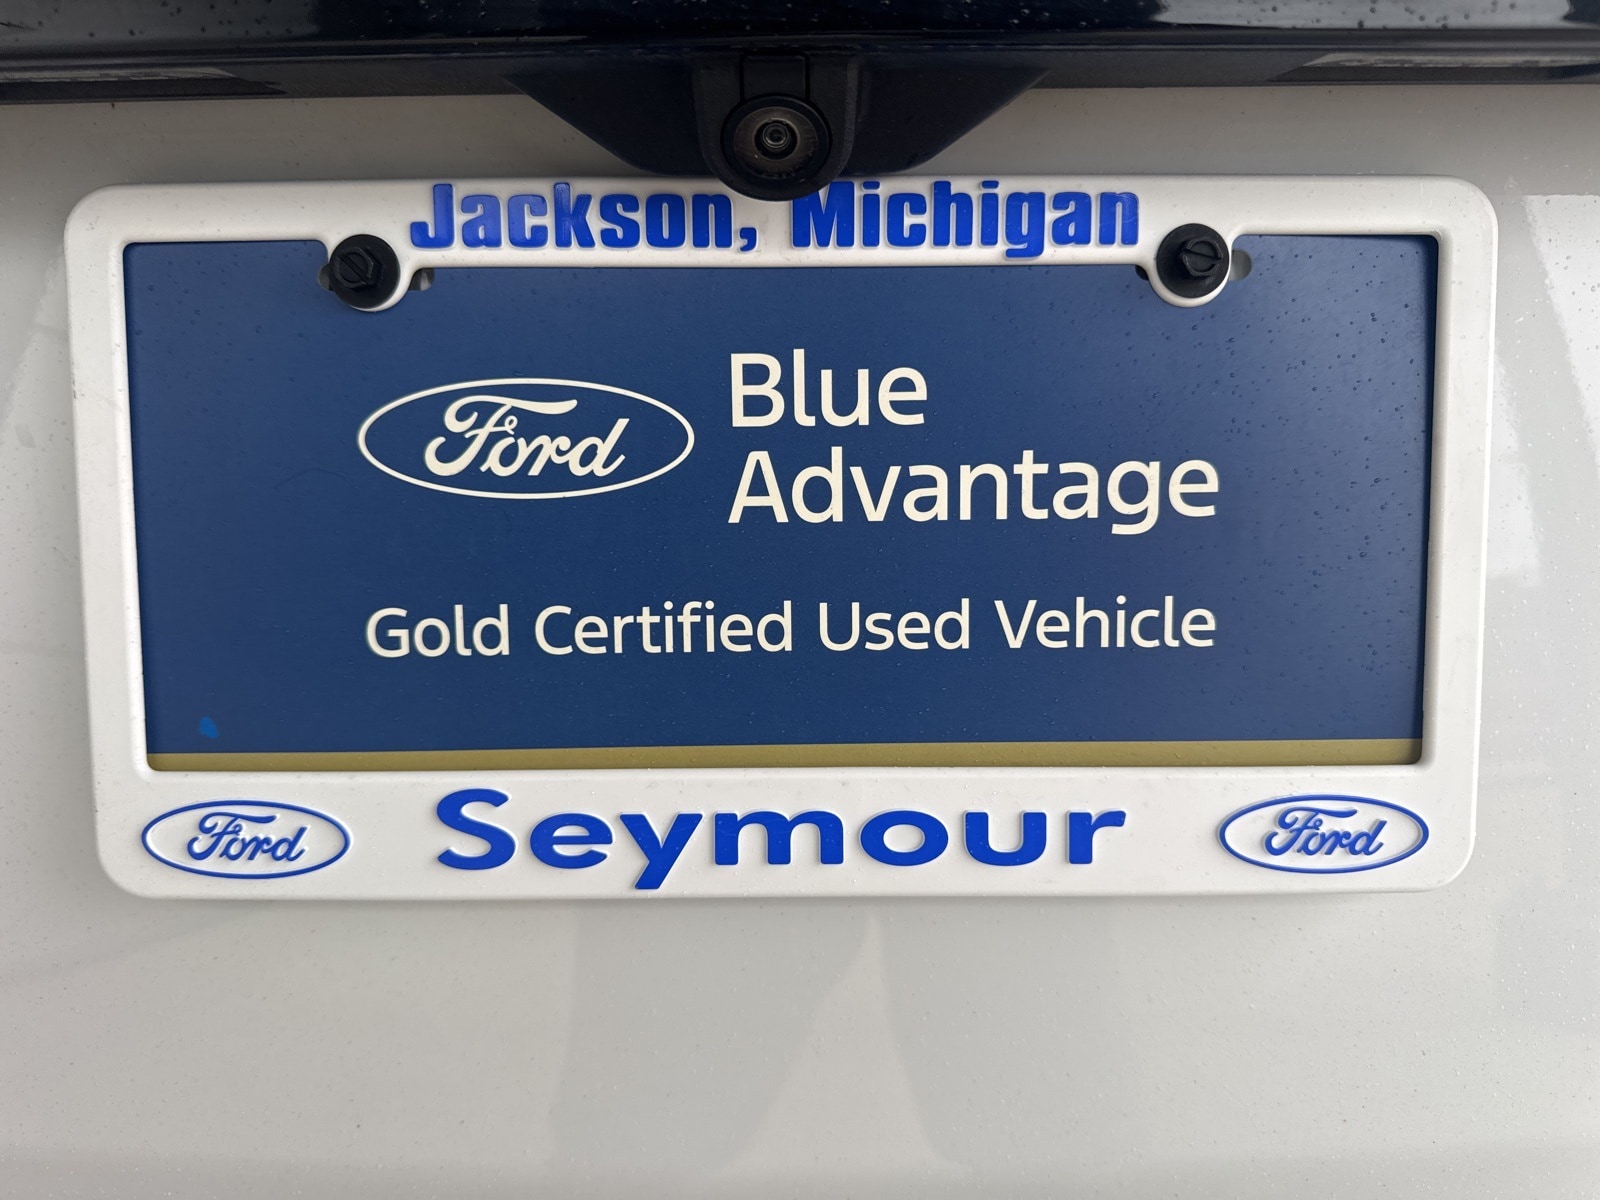 Jackson, Michigan
Ford
Blue
Advantage
Gold Certified Used Vehicle
Ford Seymour Ford